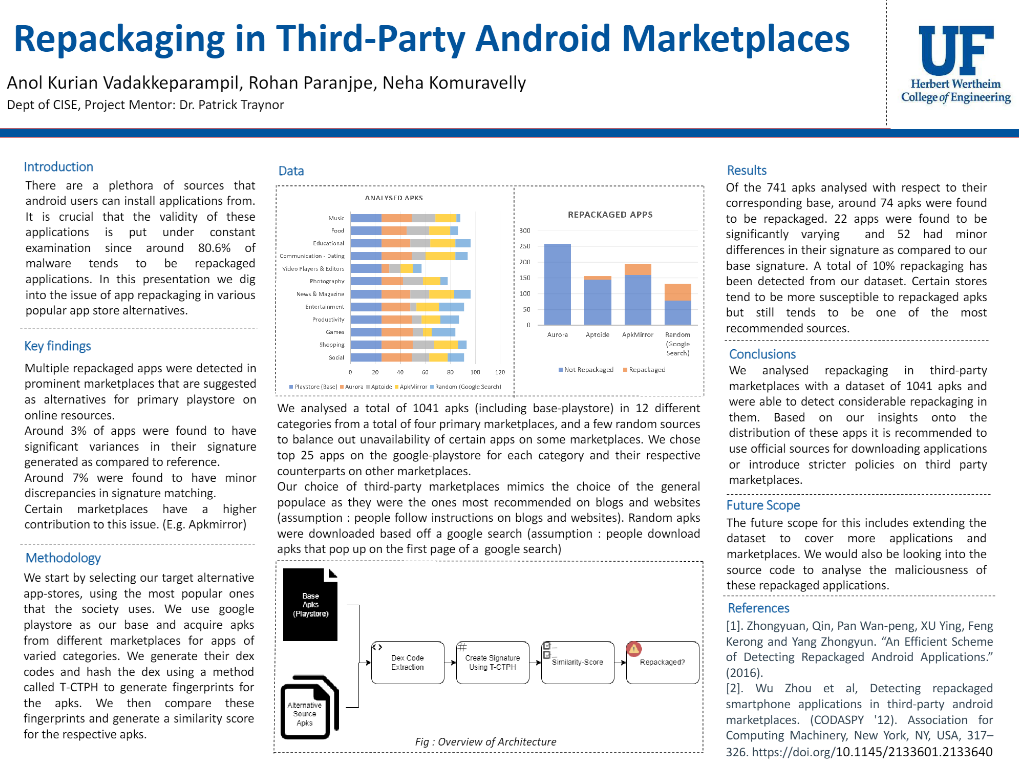 Repackaging in Third-Party Android Marketplaces
Anol Kurian Vadakkeparampil, Rohan Paranjpe, Neha Komuravelly
Dept of CISE, Project Mentor: Dr. Patrick Traynor
UF
Herbert Wertheim
College of Engineering
Introduction
There are a plethora of sources that
android users can install applications from.
It is crucial that the validity of these
applications is put under constant
examination since around 80.6% of
malware tends to be repackaged
applications. In this presentation we dig
into the issue of app repackaging in various
popular app store alternatives.
Key findings
Multiple repackaged apps were detected in
prominent marketplaces that are suggested
as alternatives for primary playstore on
online resources.
Around 3% of apps were found to have
significant variances in their signature
generated as compared to reference.
Around 7% were found to have minor
discrepancies in signature matching.
Certain marketplaces have a higher
contribution to this issue. (E.g. Apkmirror)
Methodology
We start by selecting our target alternative
app-stores, using the most popular ones
that the society uses. We use google
playstore as our base and acquire apks
from different marketplaces for apps of
varied categories. We generate their dex
codes and hash the dex using a method
called T-CTPH to generate fingerprints for
the apks. We then compare these
fingerprints and generate a similarity score
for the respective apks.
Data
ANALYSED APKS
Music
Food
Educational
Communication - Dating
Video Players & Editors
Photography
News & Magazine
Entertainment
Productivity
Games
Shopping
Social
0 20 40 60 80 100 120
Playstore (Base) Aurora Aptoide ApkMirror Random (Google Search)
REPACKAGED APPS
300
250
200
150
100
50
0
Aurora Aptoide ApkMirror Random
(Google
Search)
Not Repackaged Repackaged
We analysed a total of 1041 apks (including base-playstore) in 12 different
categories from a total of four primary marketplaces, and a few random sources
to balance out unavailability of certain apps on some marketplaces. We chose
top 25 apps on the google-playstore for each category and their respective
counterparts on other marketplaces.
Our choice of third-party marketplaces mimics the choice of the general
populace as they were the ones most recommended on blogs and websites
(assumption : people follow instructions on blogs and websites). Random apks
were downloaded based off a google search (assumption : people download
apks that pop up on the first page of a google search)
Base
Apks
(Playstore)
Alternative
Source
Apks
Dex Code
Extraction
Create Signature
Using T-CTPH
Similarity-Score
Repackaged?
Fig : Overview of Architecture
Results
Of the 741 apks analysed with respect to their
corresponding base, around 74 apks were found
to be repackaged. 22 apps were found to be
significantly varying and 52 had minor
differences in their signature as compared to our
base signature. A total of 10% repackaging has
been detected from our dataset. Certain stores
tend to be more susceptible to repackaged apks
but still tends to be one of the most
recommended sources.
Conclusions
We analysed repackaging in third-party
marketplaces with a dataset of 1041 apks and
were able to detect considerable repackaging in
them. Based on our insights onto the
distribution of these apps it is recommended to
use official sources for downloading applications
or introduce stricter policies on third party
marketplaces.
Future Scope
The future scope for this includes extending the
dataset to cover more applications and
marketplaces. We would also be looking into the
source code to analyse the maliciousness of
these repackaged applications.
References
[1]. Zhongyuan, Qin, Pan Wan-peng, XU Ying, Feng
Kerong and Yang Zhongyun. “An Efficient Scheme
of Detecting Repackaged Android Applications.”
(2016).
[2]. Wu Zhou et al, Detecting repackaged
smartphone applications in third-party android
marketplaces. (CODASPY '12). Association for
Computing Machinery, New York, NY, USA, 317–
326. https://doi.org/10.1145/2133601.2133640